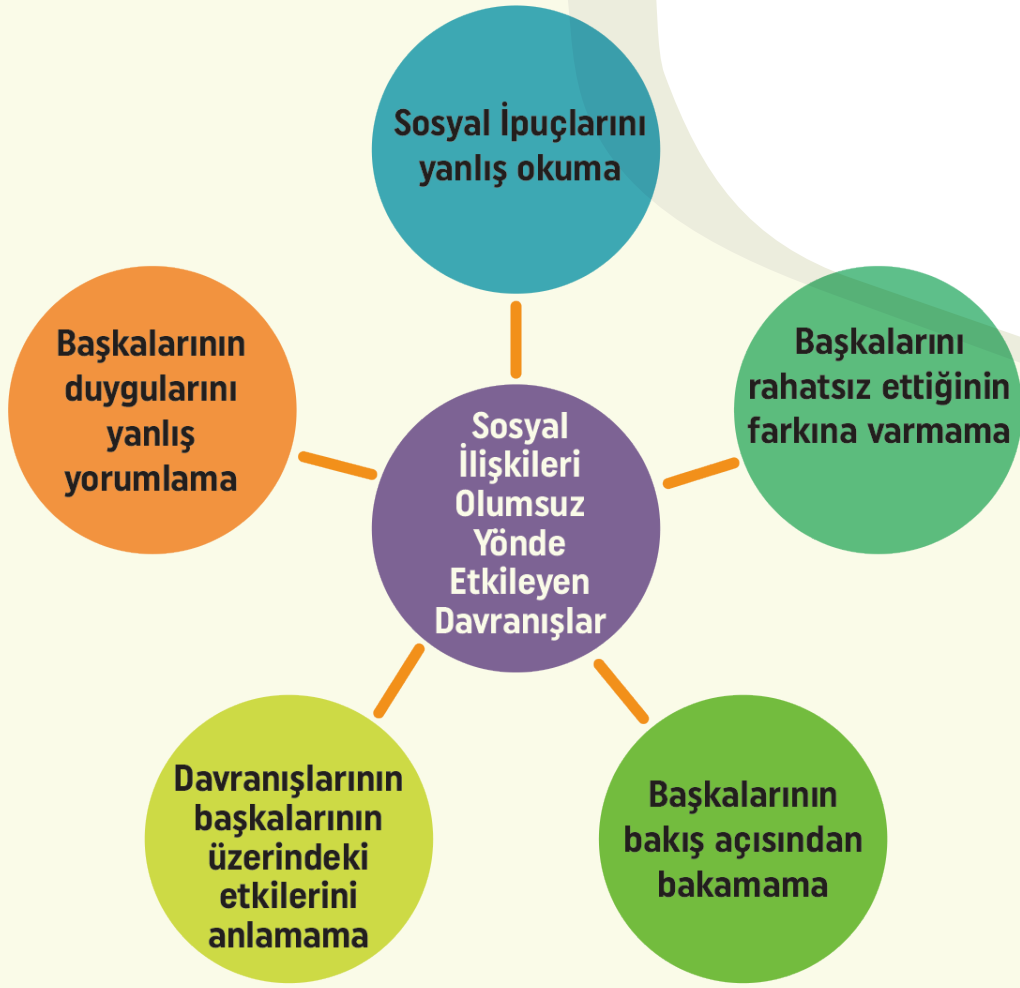 Sosyal İpuçlarını
yanlış okuma
Başkalarının
duygularını
yanlış
yorumlama
Başkalarını
rahatsız ettiğinin
farkına varmama
Sosyal
İlişkileri
Olumsuz
Yönde
Etkileyen
Davranışlar
Davranışlarının
başkalarının
üzerindeki
etkilerini
anlamama
Başkalarının
bakış açısından
bakamama